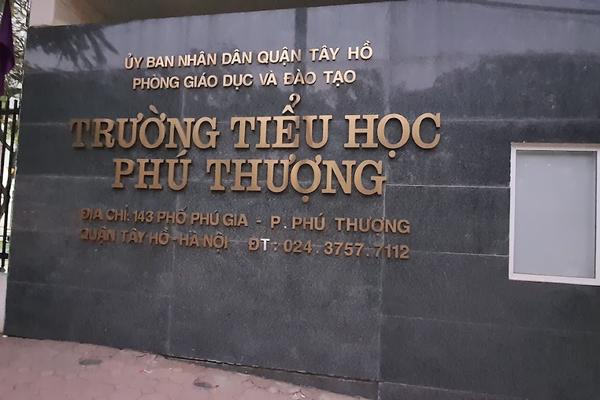 ỦY BAN NHÂN DÂN QUẬN TÂY HỒ
PHÒNG GIÁO DỤC VÀ ĐÀO TẠO
TRƯỜNG TIỂU HỌC
PHÚ THƯỢNG
ĐỊA CHỈ: 143 PHỐ PHÚ GIA - P. PHÚ THƯỢNG
QUẬN TÂY HỒ - HÀ NỘI ĐT: 024.3757.7112